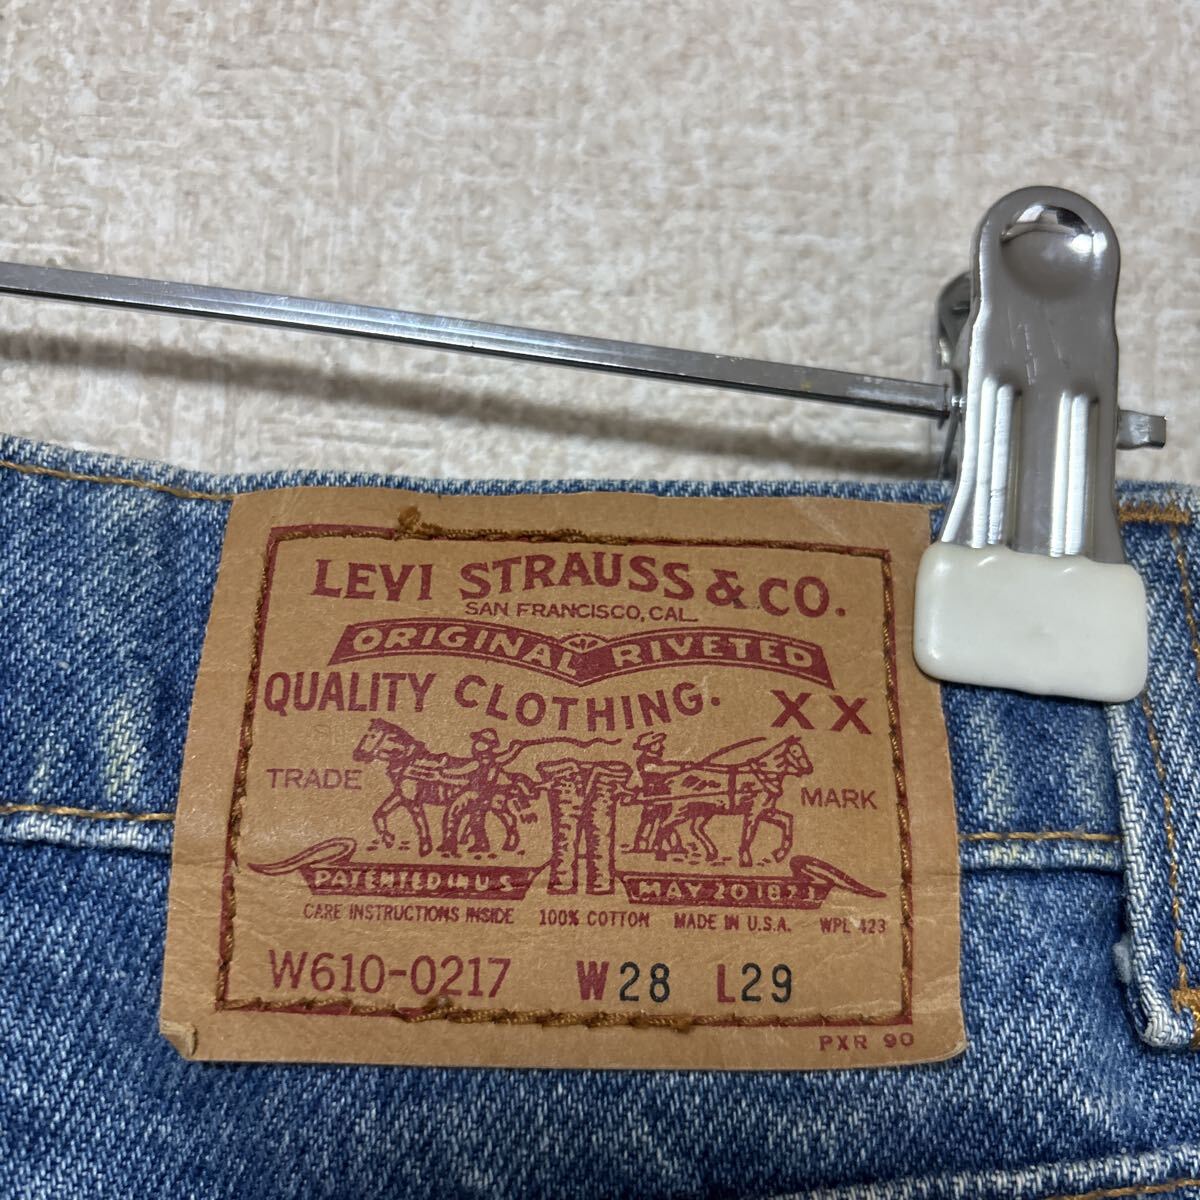 LEVI STRAUSS & CO.
SAN FRANCISCO, CAL.
ORIGINAL RIVETED
QUALITY CLOTHING. XX
TRADE MARK
PATENTED IN U.S. MAY 20 1873
CARE INSTRUCTIONS INSIDE 100% COTTON MADE IN U.S.A. WPL 423
W610-0217 W28 L29
PXR 90